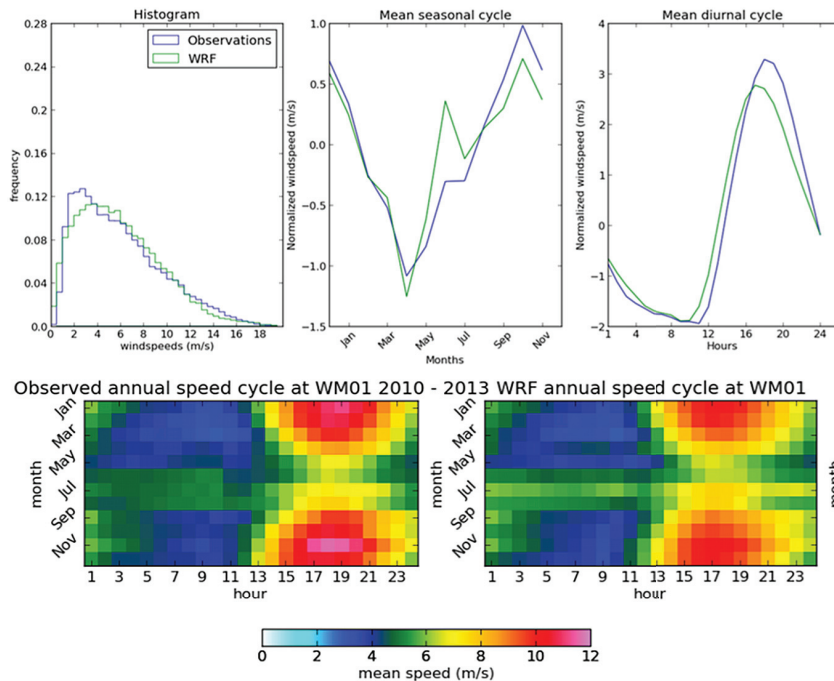 Histogram
Observations
WRF
0.28
0.24
0.20
0.16
0.12
0.08
0.04
0.0
frequency
0 2 4 6 8 10 12 14 16 18
windspeeds (m/s)
Mean seasonal cycle
1.0
0.5
0.0
−0.5
−1.0
−1.5
Normalized windspeed (m/s)
Jan Mar May Jul Sep Nov
Months
Mean diurnal cycle
4
3
2
1
0
−1
−2
Normalized windspeed (m/s)
1 4 8 12 16 20 24
Hours
Observed annual speed cycle at WM01 2010 - 2013 WRF annual speed cycle at WM01
Jan
Mar
May
Jul
Sep
Nov
month
1 3 5 7 9 11 13 15 17 19 21 23
hour
Jan
Mar
May
Jul
Sep
Nov
month
1 3 5 7 9 11 13 15 17 19 21 23
hour
month
0 2 4 6 8 10 12
mean speed (m/s)